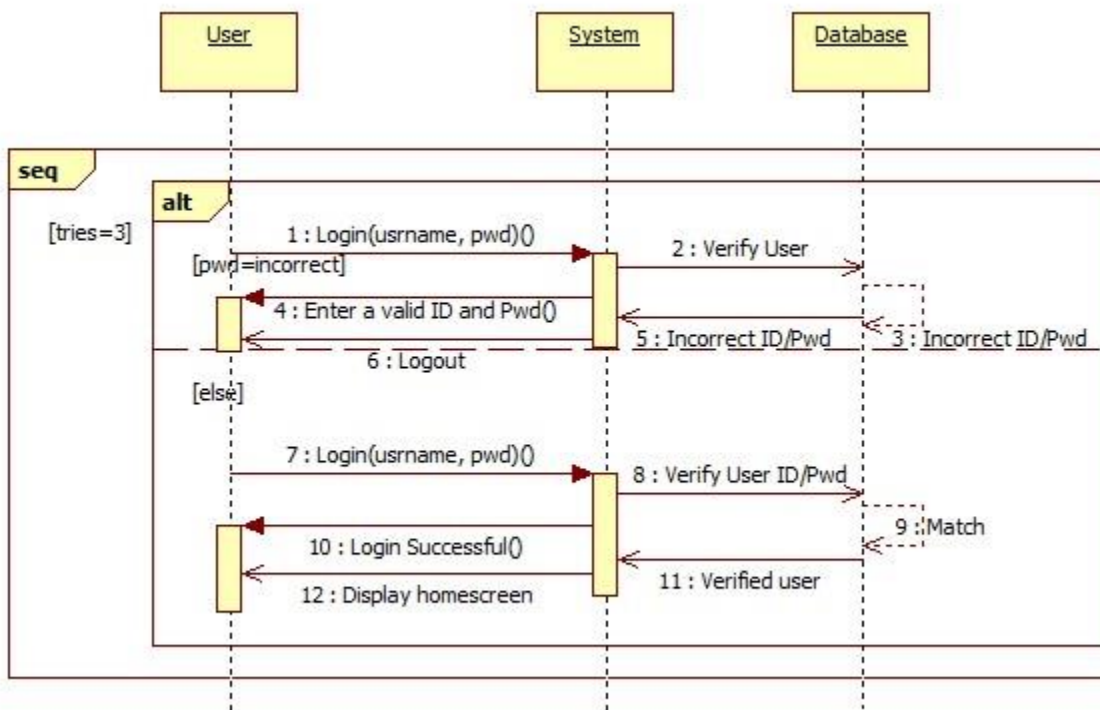 User
System
Database
seq
alt
[tries=3]
1 : Login(usrname, pwd)()
2 : Verify User
[pwd=incorrect]
4 : Enter a valid ID and Pwd()
5 : Incorrect ID/Pwd
3 : Incorrect ID/Pwd
6 : Logout
[else]
7 : Login(usrname, pwd)()
8 : Verify User ID/Pwd
9 : Match
10 : Login Successful()
11 : Verified user
12 : Display homescreen